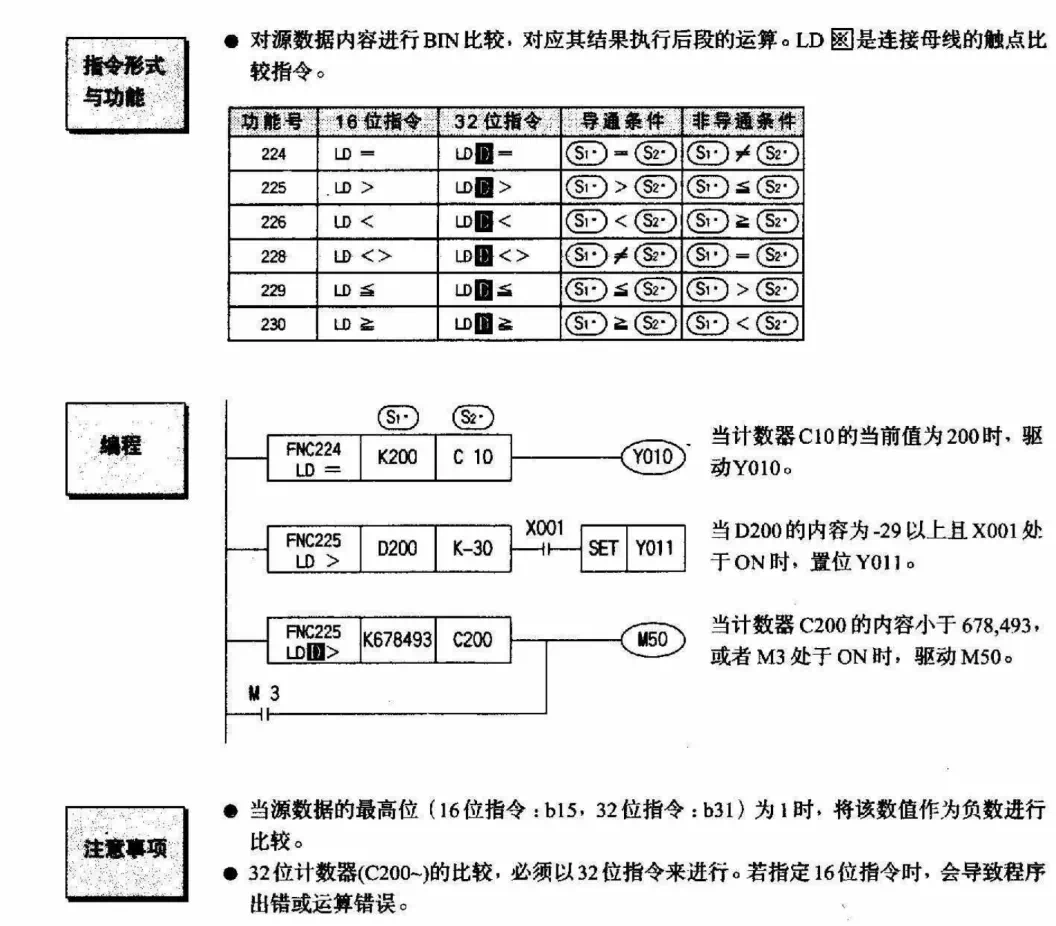 指令形式
与功能
● 对源数据内容进行BIN比较，对应其结果执行后段的运算。LD ※是连接母线的触点比
较指令。
功能号 16位指令 32位指令 导通条件 非导通条件
224 LD = LDD= S1· = S2· S1· ≠ S2·
225 LD > LDD> S1· > S2· S1· ≦ S2·
226 LD < LDD< S1· < S2· S1· ≧ S2·
228 LD <> LDD<> S1· ≠ S2· S1· = S2·
229 LD ≦ LDD≦ S1· ≦ S2· S1· > S2·
230 LD ≧ LDD≧ S1· ≧ S2· S1· < S2·
编程
S1· S2·
FNC224
LD = K200 C 10 Y010
当计数器C10的当前值为200时，驱
动Y010。
X001
FNC225
LD > D200 K-30 SET Y011
当D200的内容为-29以上且X001处
于ON时，置位Y011。
FNC225
LDD> K678493 C200 M50
当计数器C200的内容小于678,493，
或者M3处于ON时，驱动M50。
M 3
注意事项
● 当源数据的最高位（16位指令：b15，32位指令：b31）为1时，将该数值作为负数进行
比较。
● 32位计数器(C200~)的比较，必须以32位指令来进行。若指定16位指令时，会导致程序
出错或运算错误。